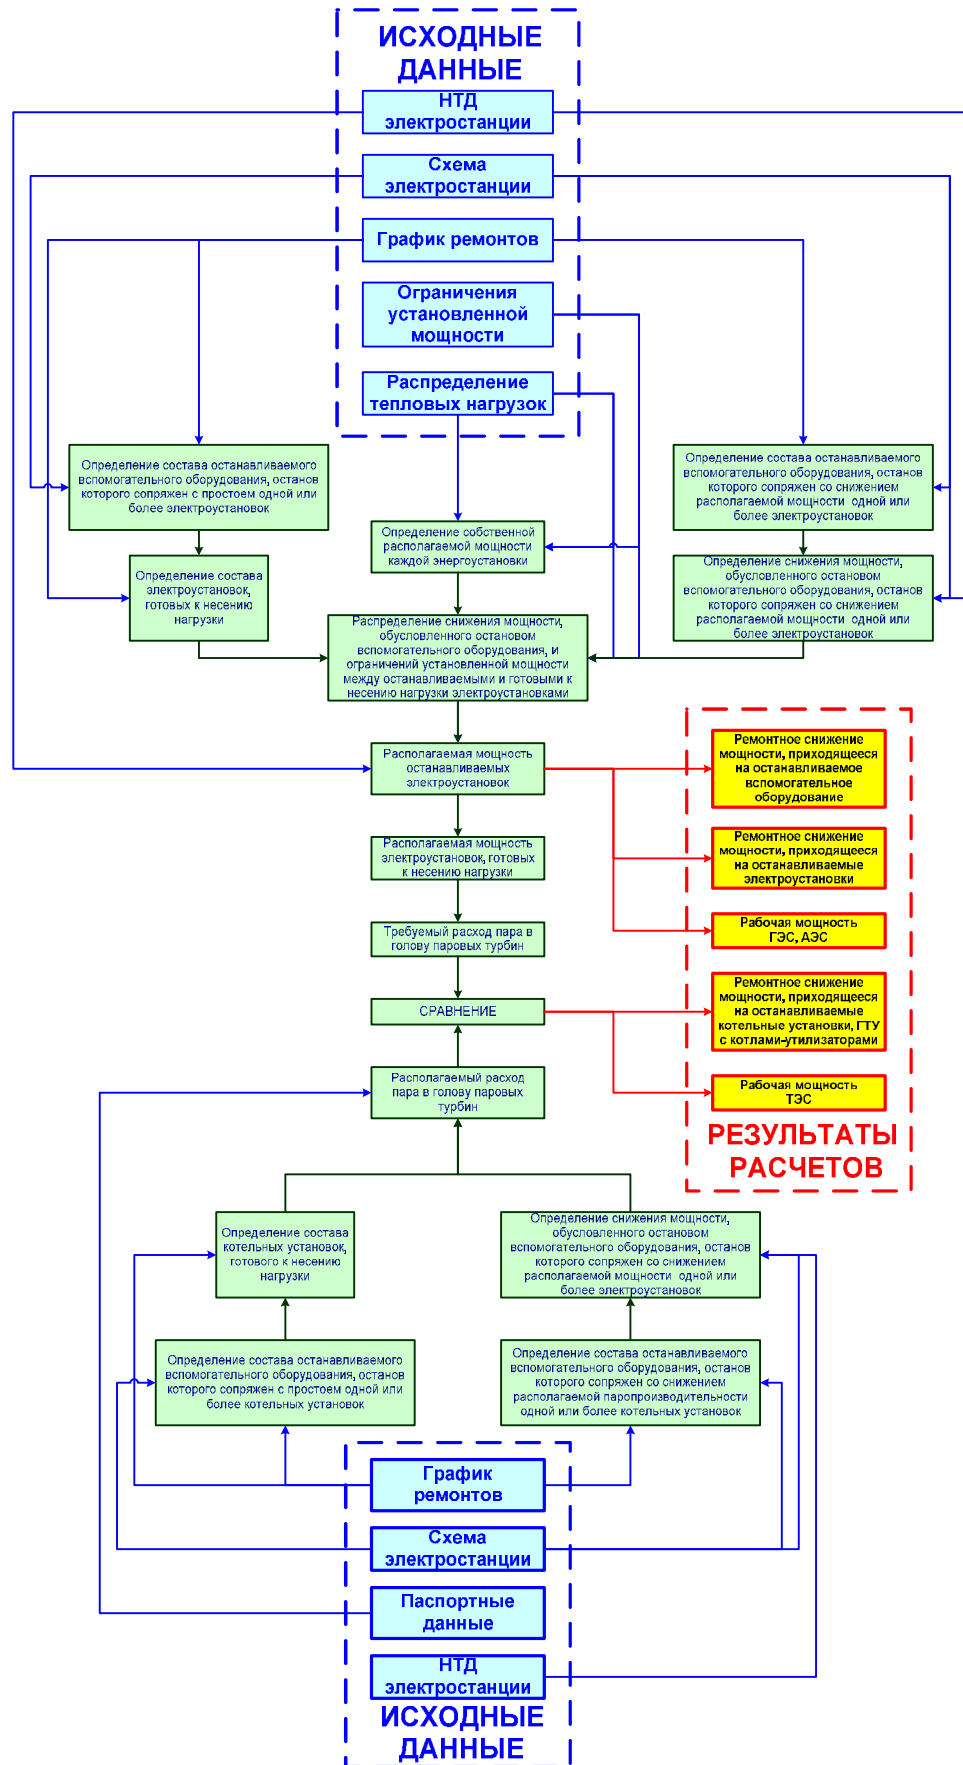 ИСХОДНЫЕ
ДАННЫЕ
НТД
электростанции
Схема
электростанции
График ремонтов
Ограничения
установленной
мощности
Распределение
тепловых нагрузок
Определение состава останавливаемого
вспомогательного оборудования, останов
которого сопряжен с простоем одной или
более электроустановок
Определение состава останавливаемого
вспомогательного оборудования, останов
которого сопряжен со снижением
располагаемой мощности одной или
более электроустановок
Определение собственной
располагаемой мощности
каждой энергоустановки
Определение состава
электроустановок,
готовых к несению
нагрузки
Определение снижения мощности,
обусловленного остановом
вспомогательного оборудования, останов
которого сопряжен со снижением
располагаемой мощности одной или
более электроустановок
Распределение снижения мощности,
обусловленного остановом
вспомогательного оборудования, и
ограничений установленной мощности
между останавливаемыми и готовыми к
несению нагрузки электроустановками
Располагаемая мощность
останавливаемых
электроустановок
Располагаемая мощность
электроустановок, готовых
к несению нагрузки
Требуемый расход пара в
голову паровых турбин
СРАВНЕНИЕ
Располагаемый расход
пара в голову паровых
турбин
Ремонтное снижение
мощности, приходящееся
на останавливаемое
вспомогательное
оборудование
Ремонтное снижение
мощности, приходящееся
на останавливаемые
электроустановки
Рабочая мощность
ГЭС, АЭС
Ремонтное снижение
мощности, приходящееся
на останавливаемые
котельные установки, ГТУ
с котлами-утилизаторами
Рабочая мощность
ТЭС
РЕЗУЛЬТАТЫ
РАСЧЕТОВ
Определение состава
котельных установок,
готового к несению
нагрузки
Определение снижения мощности,
обусловленного остановом
вспомогательного оборудования, останов
которого сопряжен со снижением
располагаемой мощности одной или
более электроустановок
Определение состава останавливаемого
вспомогательного оборудования, останов
которого сопряжен с простоем одной или
более котельных установок
Определение состава останавливаемого
вспомогательного оборудования, останов
которого сопряжен со снижением
располагаемой паропроизводительности
одной или более котельных установок
График
ремонтов
Схема
электростанции
Паспортные
данные
НТД
электростанции
ИСХОДНЫЕ
ДАННЫЕ